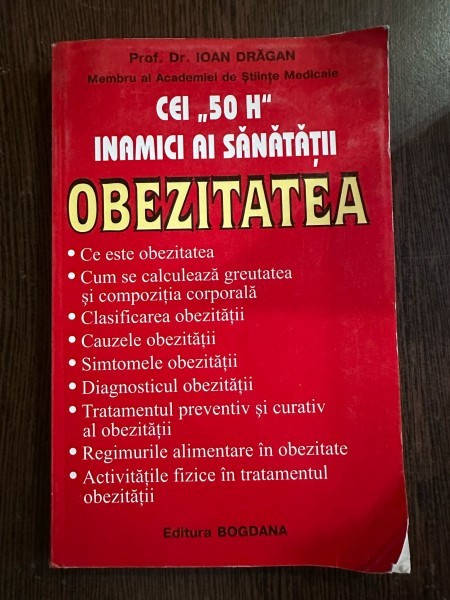 Prof. Dr. IOAN DRĂGAN
Membru al Academiei de Științe Medicale
CEI „50 H"
INAMICI AI SĂNĂTĂȚII
OBEZITATEA
• Ce este obezitatea
• Cum se calculează greutatea
și compoziția corporală
• Clasificarea obezității
• Cauzele obezității
• Simtomele obezității
• Diagnosticul obezității
• Tratamentul preventiv și curativ
al obezității
• Regimurile alimentare în obezitate
• Activitățile fizice în tratamentul
obezității
Editura BOGDANA